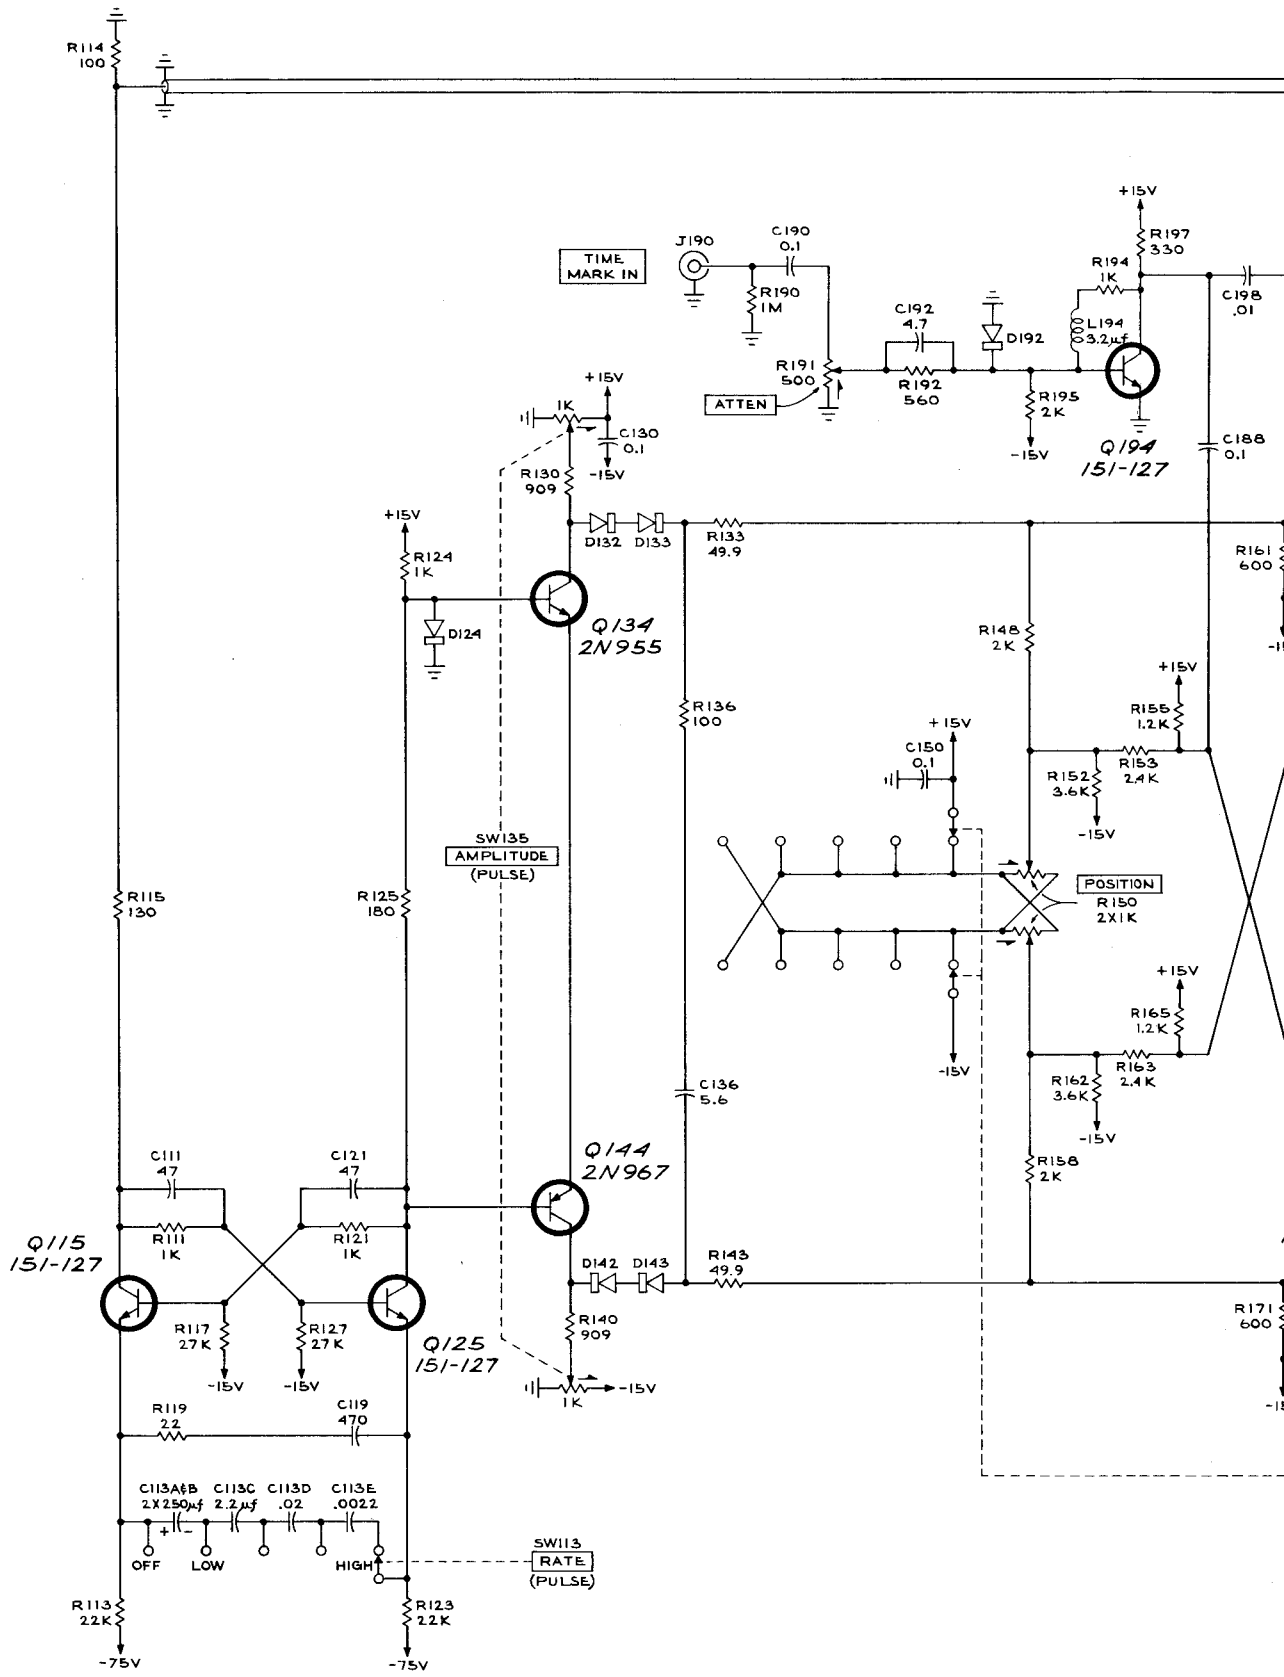 R114
100
+15V
R197
330
J190
C190
0.1
TIME
MARK IN
R194
1K
R190
1M
C192
4.7
C198
.01
L194
3.2µf
D192
R191
500
R192
560
ATTEN
R195
2K
-15V
Q194
151-127
C188
0.1
+15V
1K
C130
0.1
-15V
R130
909
+15V
D132
D133
R133
49.9
R161
600
R124
1K
D124
Q134
2N955
R148
2K
+15V
R136
100
R155
1.2K
+15V
C150
0.1
R153
2.4K
R152
3.6K
-15V
SW135
AMPLITUDE
(PULSE)
R115
130
R125
180
POSITION
R150
2X1K
+15V
R165
1.2K
-15V
R163
2.4K
R162
3.6K
C136
5.6
-15V
Q144
2N967
C111
47
C121
47
R158
2K
R111
1K
R121
1K
Q115
151-127
D142
D143
R143
49.9
R117
27K
R127
27K
Q125
151-127
R140
909
R171
600
-15V
-15V
-15V
1K
R119
22
C119
470
C113A&B
2X250µf
C113C
2.2µf
C113D
.02
C113E
.0022
+
-
OFF
LOW
HIGH
SW113
RATE
(PULSE)
R113
22K
R123
22K
-75V
-75V